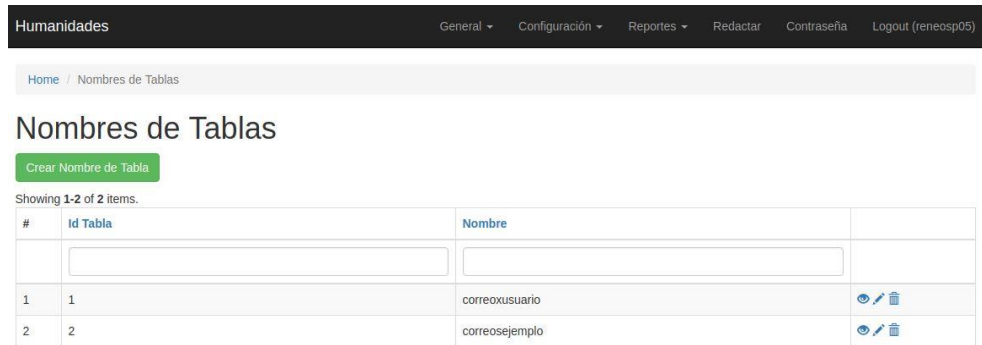 Humanidades General Configuración Reportes Redactar Contraseña Logout (reneosp05)
Home / Nombres de Tablas
Nombres de Tablas
Crear Nombre de Tabla
Showing 1-2 of 2 items.
# Id Tabla Nombre
1 1 correoxusuario
2 2 correosejemplo